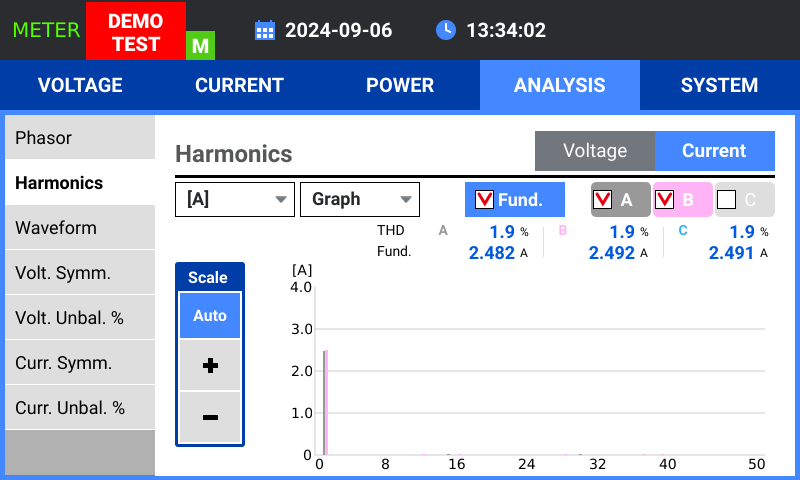 METER
DEMO
TEST
M
2024-09-06
13:34:02
VOLTAGE CURRENT POWER ANALYSIS SYSTEM
Phasor
Harmonics
Waveform
Volt. Symm.
Volt. Unbal. %
Curr. Symm.
Curr. Unbal. %
Harmonics
Voltage Current
[A] Graph Fund. A B C
THD A 1.9 % B 1.9 % C 1.9 %
Fund. 2.482 A 2.492 A 2.491 A
Scale
Auto
+
−
[A]
4.0
3.0
2.0
1.0
0
0 8 16 24 32 40 50